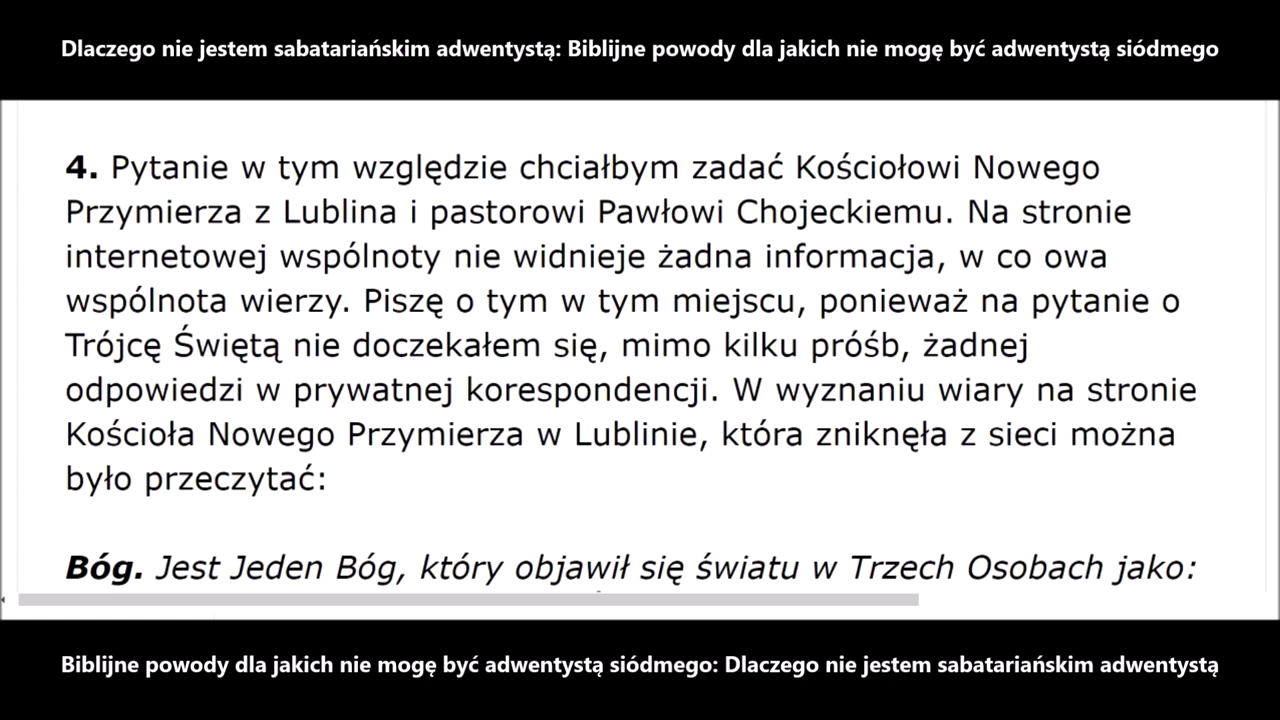 Dlaczego nie jestem sabatariańskim adwentystą: Biblijne powody dla jakich nie mogę być adwentystą siódmego
4. Pytanie w tym względzie chciałbym zadać Kościołowi Nowego
Przymierza z Lublina i pastorowi Pawłowi Chojeckiemu. Na stronie
internetowej wspólnoty nie widnieje żadna informacja, w co owa
wspólnota wierzy. Piszę o tym w tym miejscu, ponieważ na pytanie o
Trójcę Świętą nie doczekałem się, mimo kilku próśb, żadnej
odpowiedzi w prywatnej korespondencji. W wyznaniu wiary na stronie
Kościoła Nowego Przymierza w Lublinie, która zniknęła z sieci można
było przeczytać:
Bóg. Jest Jeden Bóg, który objawił się światu w Trzech Osobach jako:
Biblijne powody dla jakich nie mogę być adwentystą siódmego: Dlaczego nie jestem sabatariańskim adwentystą